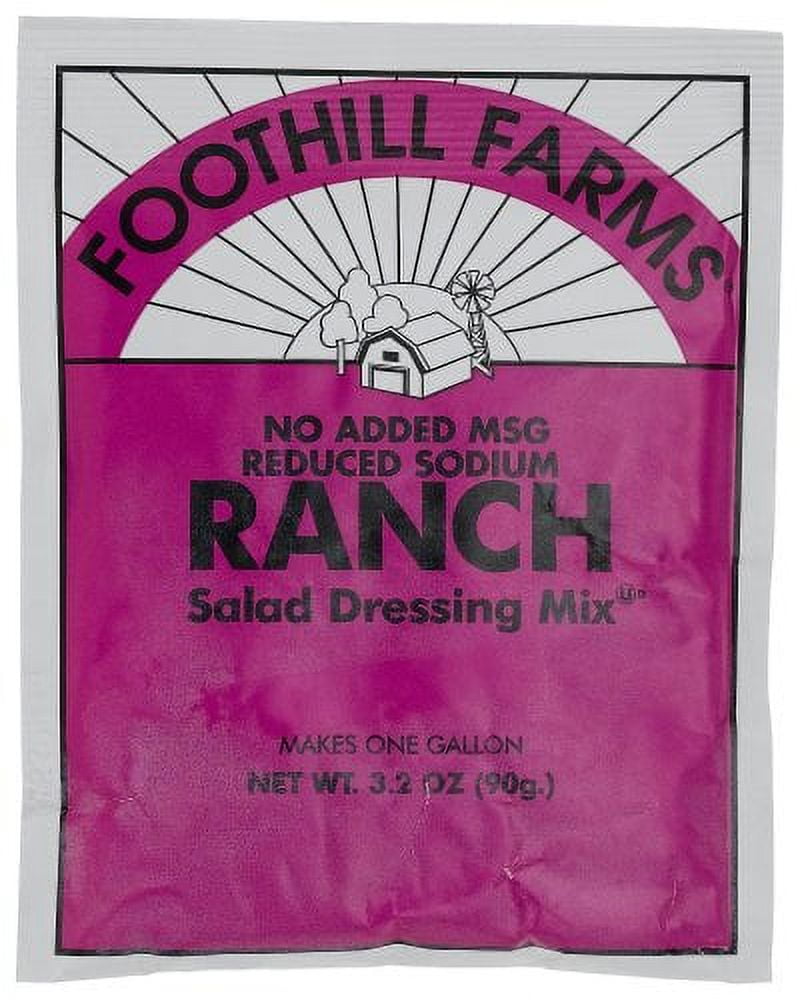 FOOTHILL FARMS
NO ADDED MSG
REDUCED SODIUM
RANCH
Salad Dressing Mix
MAKES ONE GALLON
NET WT. 3.2 OZ (90g.)